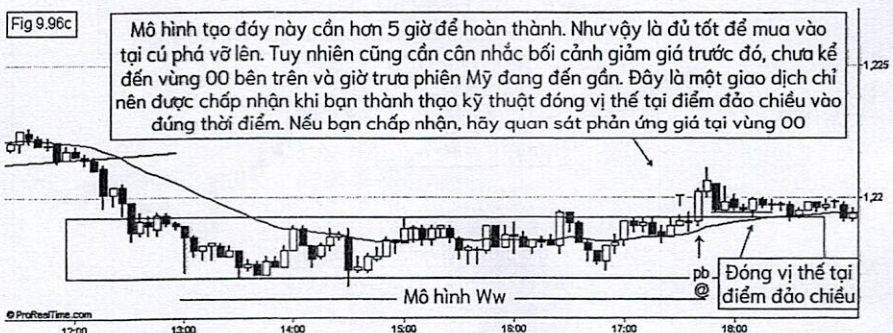 Fig 9.96c
Mô hình tạo đáy này cần hơn 5 giờ để hoàn thành. Như vậy là đủ tốt để mua vào
tại cú phá vỡ lên. Tuy nhiên cũng cần cân nhắc bối cảnh giảm giá trước đó, chưa kể
đến vùng 00 bên trên và giờ trưa phiên Mỹ đang đến gần. Đây là một giao dịch chỉ
nên được chấp nhận khi bạn thành thạo kỹ thuật đóng vị thế tại điểm đảo chiều vào
đúng thời điểm. Nếu bạn chấp nhận, hãy quan sát phản ứng giá tại vùng 00
1,225
T
1,22
pb
@
Đóng vị thế tại
điểm đảo chiều
Mô hình Ww
© ProRealTime.com
12:00 13:00 14:00 15:00 16:00 17:00 18:00